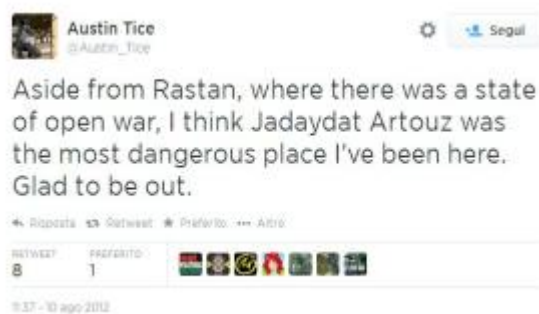 Austin Tice
@Austin_Tice
Segui
Aside from Rastan, where there was a state
of open war, I think Jadaydat Artouz was
the most dangerous place I've been here.
Glad to be out.
Risposta Retweet Preferito Altro
RETWEET PREFERITO
8 1
11:37 - 10 ago 2012